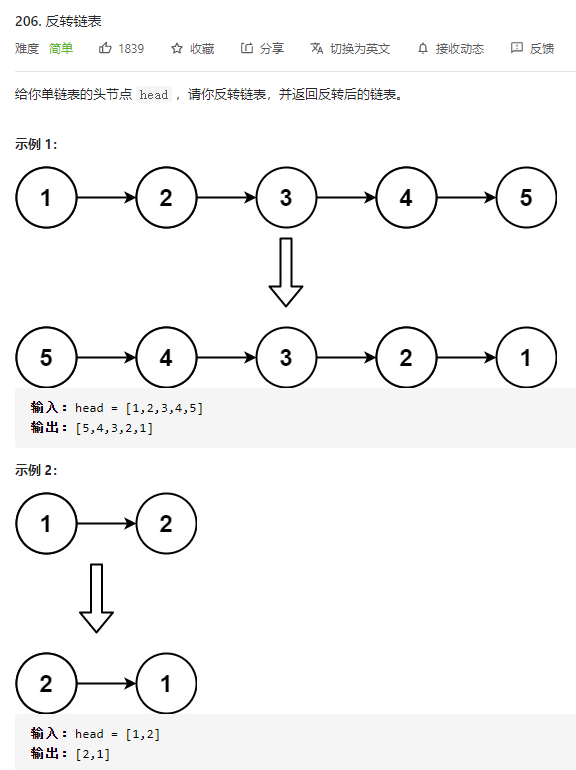 206. 反转链表
难度 简单 1839 收藏 分享 切换为英文 接收动态 反馈
给你单链表的头节点 head ，请你反转链表，并返回反转后的链表。
示例 1：
1 2 3 4 5
5 4 3 2 1
输入：head = [1,2,3,4,5]
输出：[5,4,3,2,1]
示例 2：
1 2
2 1
输入：head = [1,2]
输出：[2,1]